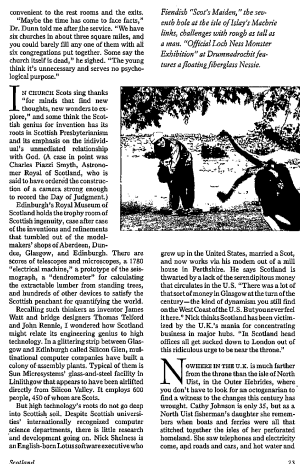 convenient to the rest rooms and the exits.
"Maybe the time has come to face facts,"
Dr. Dunn told me after the service. "We have
six churches in about three square miles, and
you could barely fill any one of them with all
six congregations put together. Some say the
church itself is dead," he sighed. "The young
think it's unnecessary and serves no psycho-
logical purpose."
IN CHURCH Scots sing thanks
"for minds that find new
thoughts, new wonders to ex-
plore," and some think the Scot-
tish genius for invention has its
roots in Scottish Presbyterianism
and its emphasis on the individ-
ual's unmediated relationship
with God. (A case in point was
Charles Piazzi Smyth, Astrono-
mer Royal of Scotland, who is
said to have ordered the construc-
tion of a camera strong enough
to record the Day of Judgment.)
Edinburgh's Royal Museum of
Scotland holds the trophy room of
Scottish ingenuity, case after case
of the inventions and refinements
that tumbled out of the model-
makers' shops of Aberdeen, Dun-
dee, Glasgow, and Edinburgh. There are
scores of telescopes and microscopes, a 1780
"electrical machine," a prototype of the seis-
mograph, a "dendrometer" for calculating
the extractable lumber from standing trees,
and hundreds of other devices to satisfy the
Scottish penchant for quantifying the world.
Recalling such thinkers as inventor James
Watt and bridge designers Thomas Telford
and John Rennie, I wondered how Scotland
might relate its engineering genius to high
technology. In a glittering strip between Glas-
gow and Edinburgh called Silicon Glen, mul-
tinational computer companies have built a
colony of assembly plants. Typical of them is
Sun Microsystems' glass-and-steel facility in
Linlithgow that appears to have been airlifted
directly from Silicon Valley. It employs 600
people, 450 of whom are Scots.
But high technology's roots do not go deep
into Scottish soil. Despite Scottish universi-
ties' internationally recognized computer
science departments, there is little research
and development going on. Nick Shelness is
an English-born Lotus software executive who
Fiendish "Scot's Maiden," the sev-
enth hole at the isle of Islay's Machrie
links, challenges with rough as tall as
a man. "Official Loch Ness Monster
Exhibition" at Drumnadrochit fea-
tures a floating fiberglass Nessie.
grew up in the United States, married a Scot,
and now works via his modem out of a mill
house in Perthshire. He says Scotland is
thwarted by a lack of the serendipitous money
that circulates in the U.S. "There was a lot of
that sort of money in Glasgow at the turn of the
century—the kind of dynamism you still find
on the West Coast of the U.S. But you never find
it here." Nick thinks Scotland has been victim-
ized by the U.K.'s mania for concentrating
business in major hubs. "In Scotland head
offices all get sucked down to London out of
this ridiculous urge to be near the throne."
NOWHERE IN THE U.K. is much farther
from the throne than the isle of North
Uist, in the Outer Hebrides, where
you don't have to look for an octogenarian to
find a witness to the changes this century has
wrought. Cathy Johnson is only 55, but as a
North Uist fisherman's daughter she remem-
bers when boats and ferries were all that
stitched together the isles of her perforated
homeland. She saw telephones and electricity
come, and roads and cars, and hot water and
Scotland
23